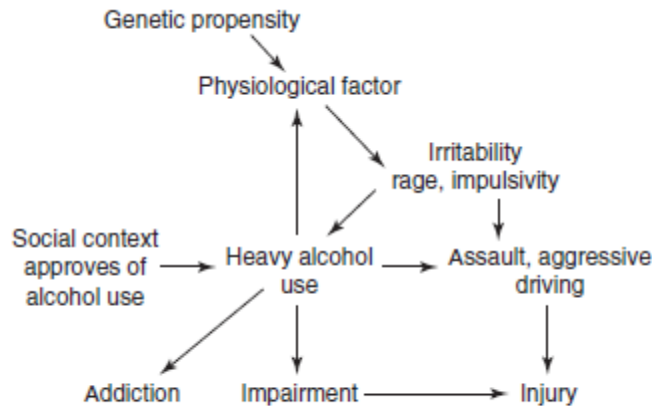 Genetic propensity
Physiological factor
Irritability
rage, impulsivity
Social context
approves of
alcohol use
Heavy alcohol
use
Assault, aggressive
driving
Addiction
Impairment
Injury